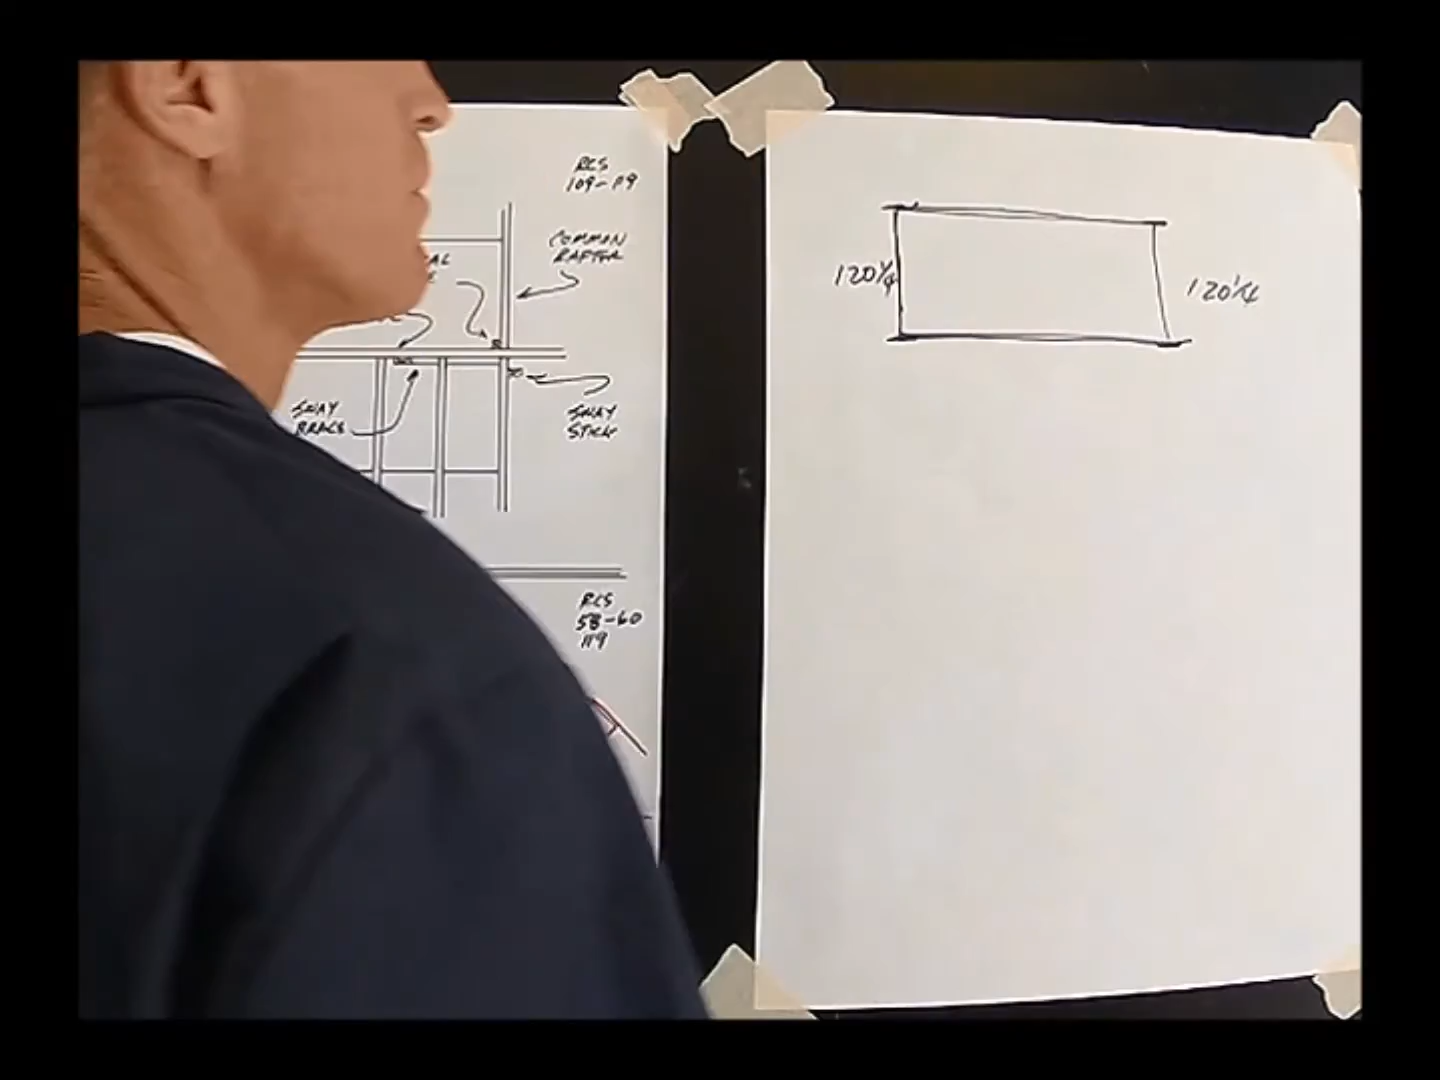 RCS
109-119
COMMON
RAFTER
SWAY
BRACE
SWAY
STICK
RCS
58-60
119
120¼
120¼